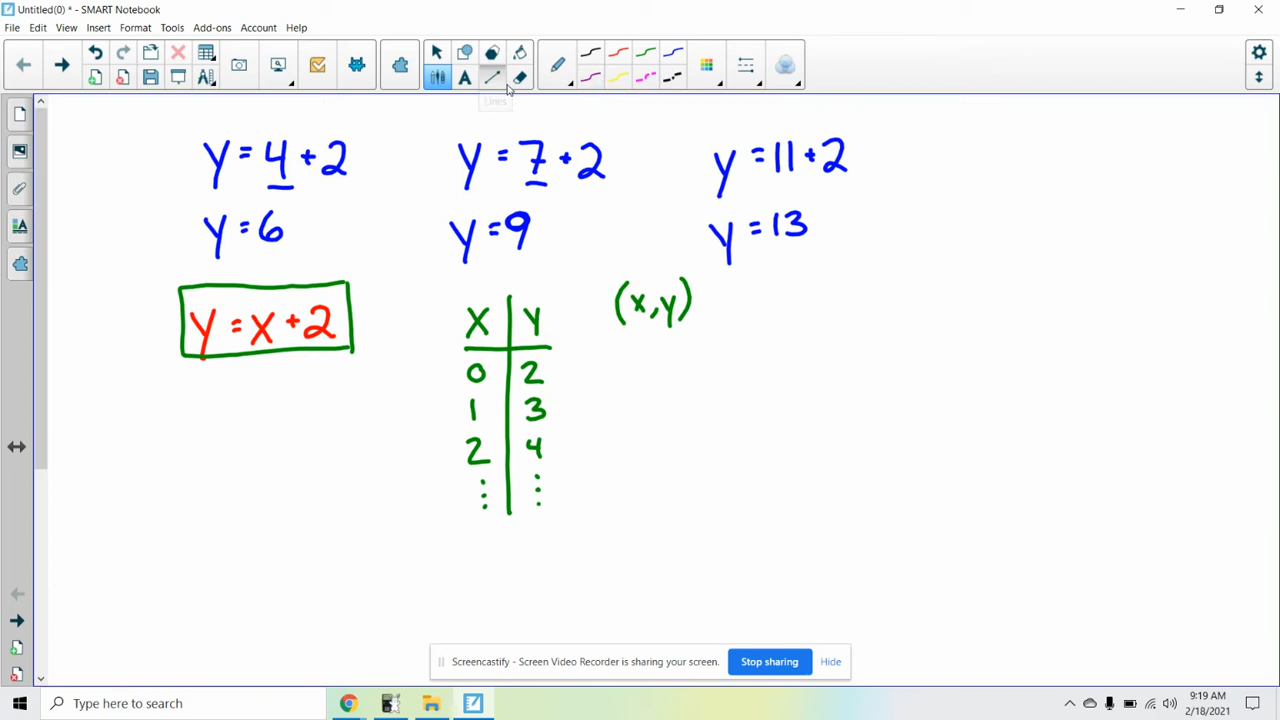 Untitled(0) * - SMART Notebook
File Edit View Insert Format Tools Add-ons Account Help
Lines
y = 4 + 2 y = 7 + 2 y = 11 + 2
y = 6 y = 9 y = 13
y = x + 2
x y (x, y)
0 2
1 3
2 4
⋮ ⋮
Screencastify - Screen Video Recorder is sharing your screen. Stop sharing Hide
Type here to search
9:19 AM
2/18/2021